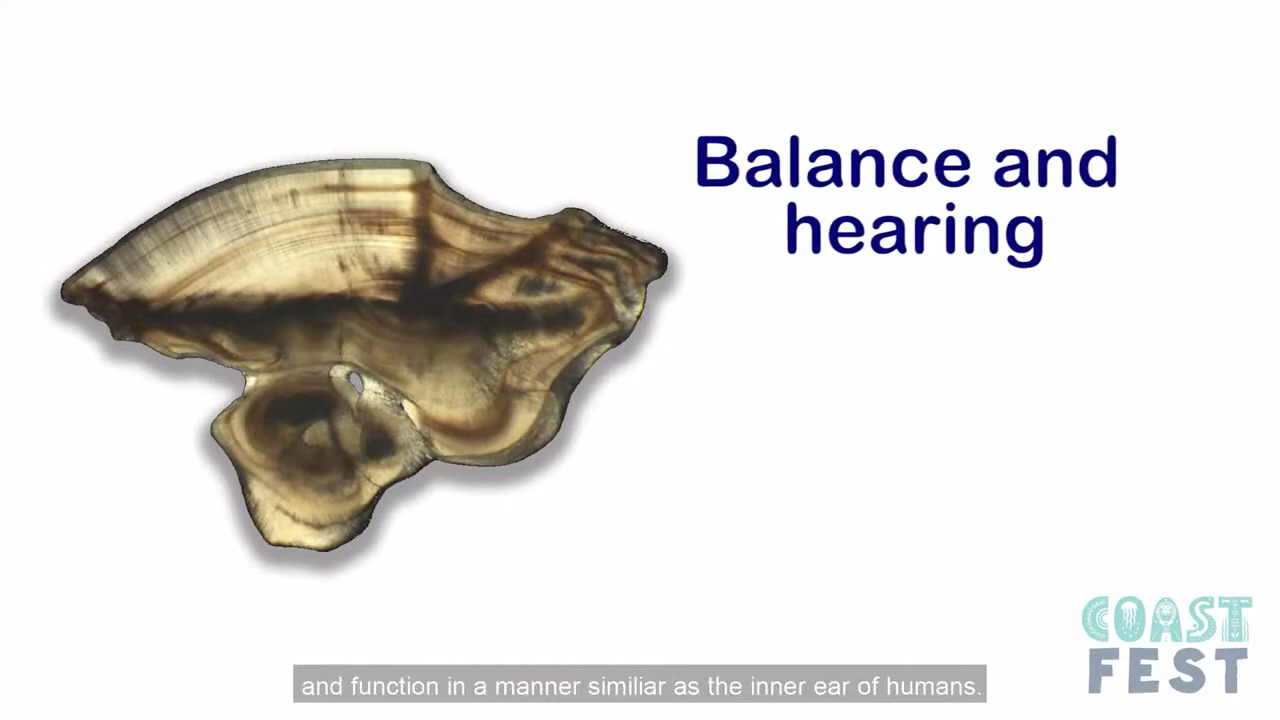 Balance and
hearing
COAST
FEST
and function in a manner similiar as the inner ear of humans.